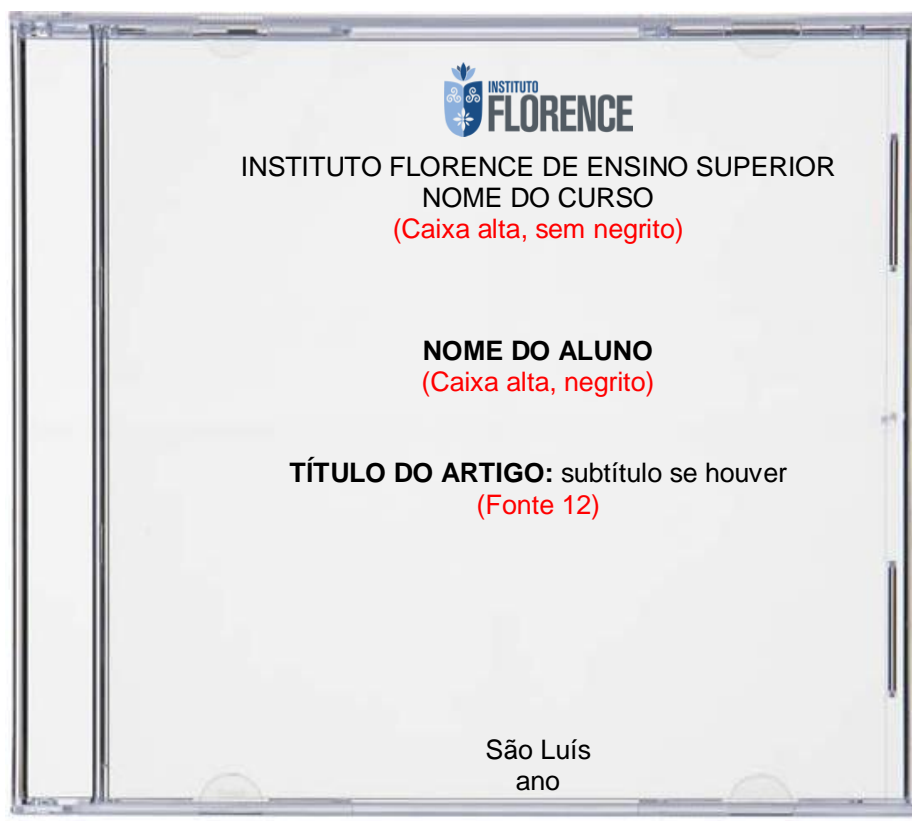 INSTITUTO
FLORENCE
INSTITUTO FLORENCE DE ENSINO SUPERIOR
NOME DO CURSO
(Caixa alta, sem negrito)
NOME DO ALUNO
(Caixa alta, negrito)
TÍTULO DO ARTIGO: subtítulo se houver
(Fonte 12)
São Luís
ano